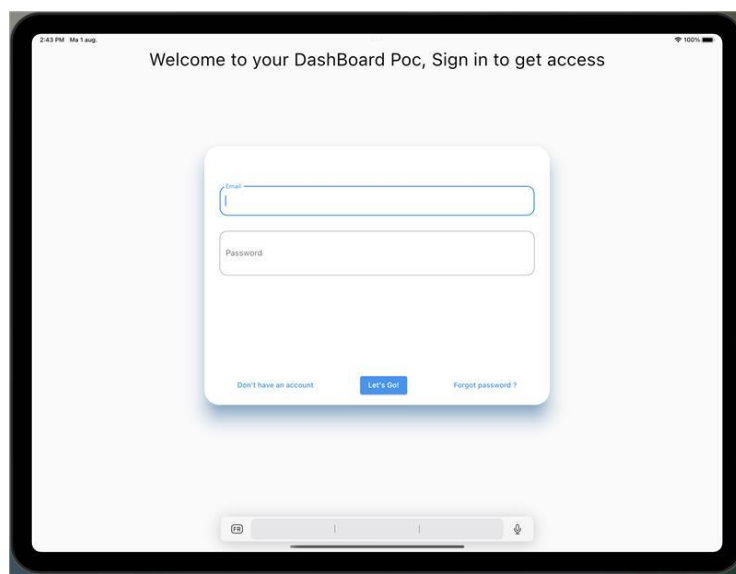 2:43 PM Ma 1 aug.
100%
Welcome to your DashBoard Poc, Sign in to get access
Email
Password
Don't have an account
Let's Go!
Forgot password ?
FR